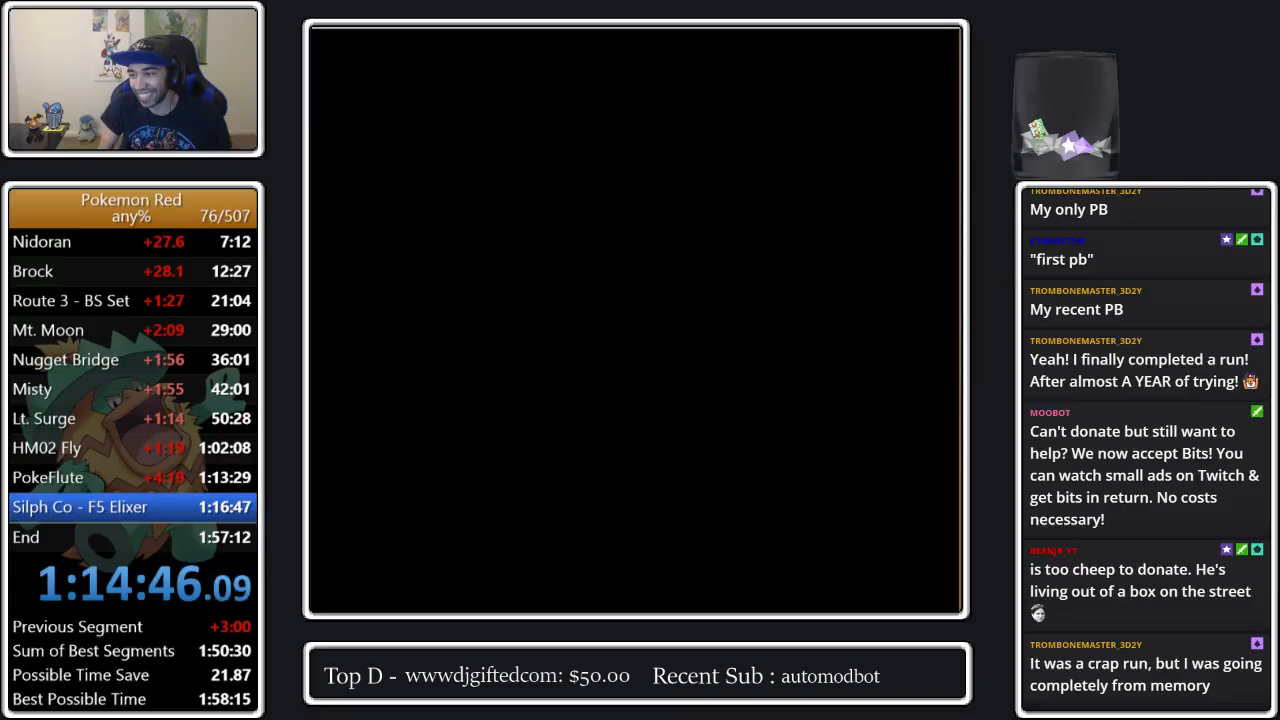 Pokemon Red
any% 76/507
Nidoran +27.6 7:12
Brock +28.1 12:27
Route 3 - BS Set +1:27 21:04
Mt. Moon +2:09 29:00
Nugget Bridge +1:56 36:01
Misty +1:55 42:01
Lt. Surge +1:14 50:28
HM02 Fly +1:19 1:02:08
PokeFlute +4:19 1:13:29
Silph Co - F5 Elixer 1:16:47
End 1:57:12
1:14:46.09
Previous Segment +3:00
Sum of Best Segments 1:50:30
Possible Time Save 21.87
Best Possible Time 1:58:15
Top D - wwwdjgiftedcom: $50.00 Recent Sub : automodbot
TROMBONEMASTER_3D2Y
My only PB
"first pb"
TROMBONEMASTER_3D2Y
My recent PB
TROMBONEMASTER_3D2Y
Yeah! I finally completed a run!
After almost A YEAR of trying!
MOOBOT
Can't donate but still want to
help? We now accept Bits! You
can watch small ads on Twitch &
get bits in return. No costs
necessary!
BEANJR_YT
is too cheep to donate. He's
living out of a box on the street
TROMBONEMASTER_3D2Y
It was a crap run, but I was going
completely from memory